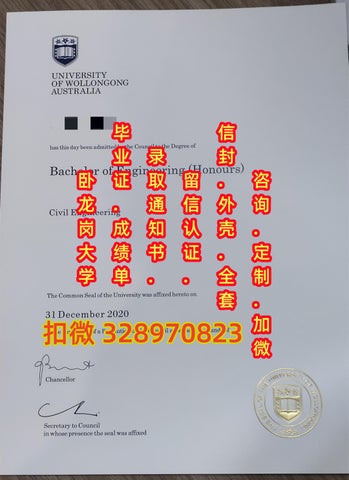 UNIVERSITY
OF WOLLONGONG
AUSTRALIA
has this day been admitted by the Council to the Degree of
Bachelor of Engineering (Honours)
Civil Engineering
The Common Seal of the University was affixed hereto on
31 December 2020
Chancellor
Secretary to Council
in whose presence the seal was affixed
卧龙岗大学
毕业证.成绩单
录取通知书.
留信认证.
信封.外壳.全套
咨询.定制.加微
扣微 328970823